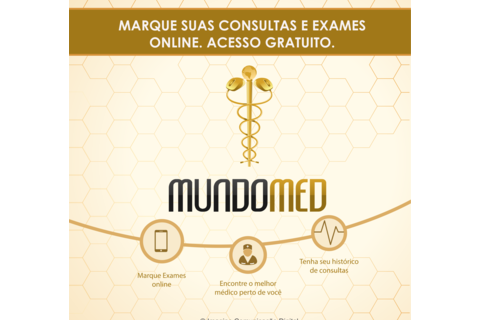 MARQUE SUAS CONSULTAS E EXAMES
ONLINE. ACESSO GRATUITO.
MUNDOMED
Marque Exames
online
Encontre o melhor
médico perto de você
Tenha seu histórico
de consultas